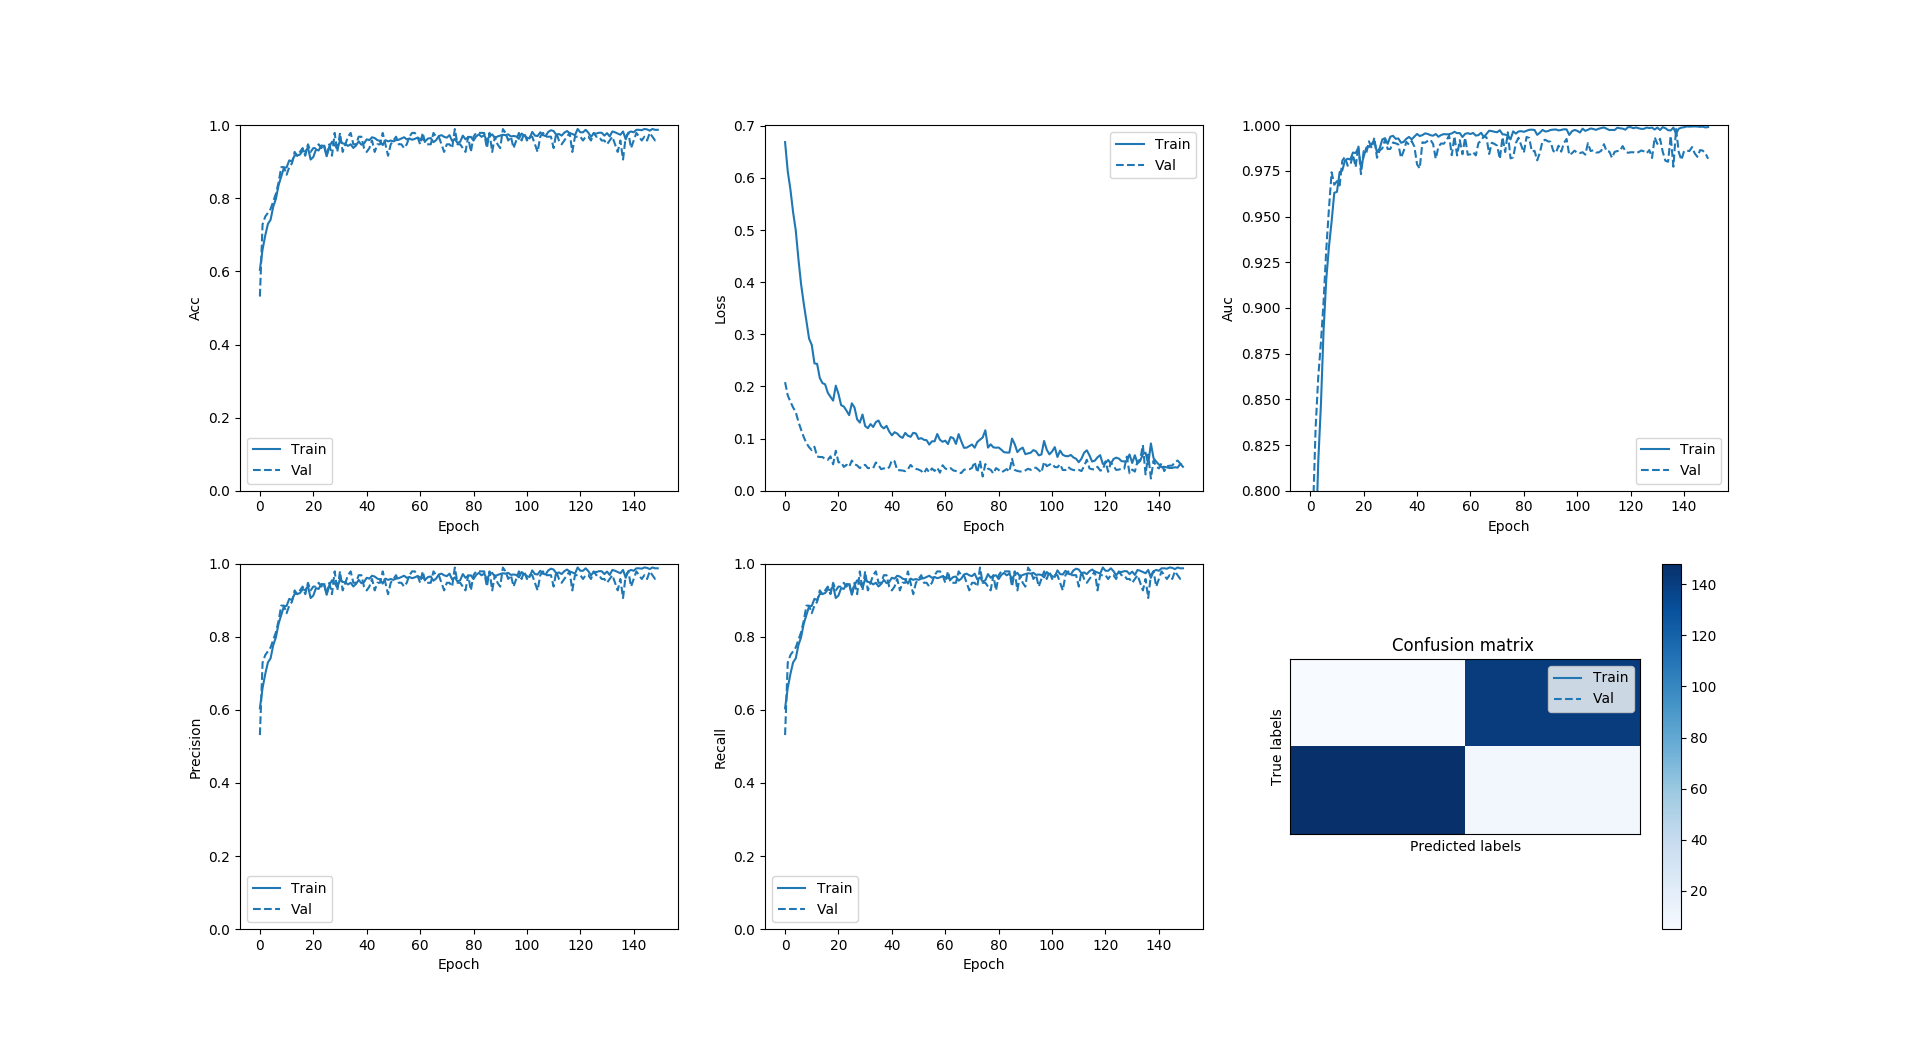 1.0
0.8
0.6
0.4
0.2
0.0
Acc
Train
Val
0 20 40 60 80 100 120 140
Epoch
0.7
0.6
0.5
0.4
0.3
0.2
0.1
0.0
Loss
Train
Val
0 20 40 60 80 100 120 140
Epoch
1.000
0.975
0.950
0.925
0.900
0.875
0.850
0.825
0.800
Auc
Train
Val
0 20 40 60 80 100 120 140
Epoch
1.0
0.8
0.6
0.4
0.2
0.0
Precision
Train
Val
0 20 40 60 80 100 120 140
Epoch
1.0
0.8
0.6
0.4
0.2
0.0
Recall
Train
Val
0 20 40 60 80 100 120 140
Epoch
Confusion matrix
True labels
Train
Val
Predicted labels
140
120
100
80
60
40
20